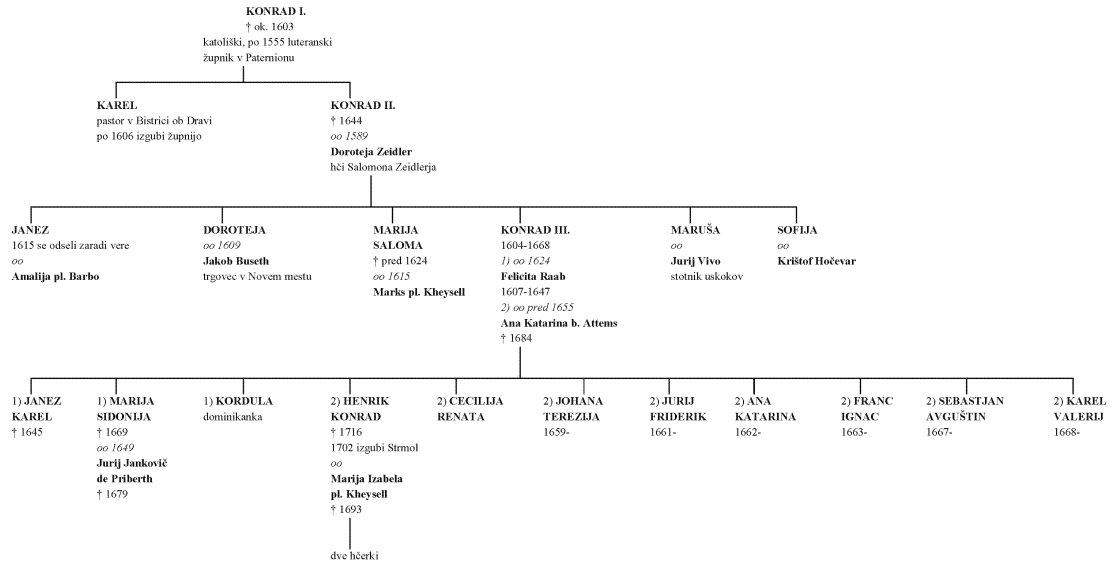 KONRAD I.
† ok. 1603
katoliški, po 1555 luteranski
župnik v Paternionu
KAREL
pastor v Bistrici ob Dravi
po 1606 izgubi župnijo
KONRAD II.
† 1644
oo 1589
Doroteja Zeidler
hči Salomona Zeidlerja
JANEZ
1615 se odseli zaradi vere
oo
Amalija pl. Barbo
DOROTEJA
oo 1609
Jakob Buseth
trgovec v Novem mestu
MARIJA
SALOMA
† pred 1624
oo 1615
Marks pl. Kheysell
KONRAD III.
1604-1668
1) oo 1624
Felicita Raab
1607-1647
2) oo pred 1655
Ana Katarina b. Attems
† 1684
MARUŠA
oo
Jurij Vivo
stotnik uskokov
SOFIJA
oo
Krištof Hočevar
1) JANEZ
KAREL
† 1645
1) MARIJA
SIDONIJA
† 1669
oo 1649
Jurij Jankovič
de Priberth
† 1679
1) KORDULA
dominikanka
2) HENRIK
KONRAD
† 1716
1702 izgubi Strmol
oo
Marija Izabela
pl. Kheysell
† 1693
dve hčerki
2) CECILIJA
RENATA
2) JOHANA
TEREZIJA
1659-
2) JURIJ
FRIDERIK
1661-
2) ANA
KATARINA
1662-
2) FRANC
IGNAC
1663-
2) SEBASTJAN
AVGUŠTIN
1667-
2) KAREL
VALERIJ
1668-